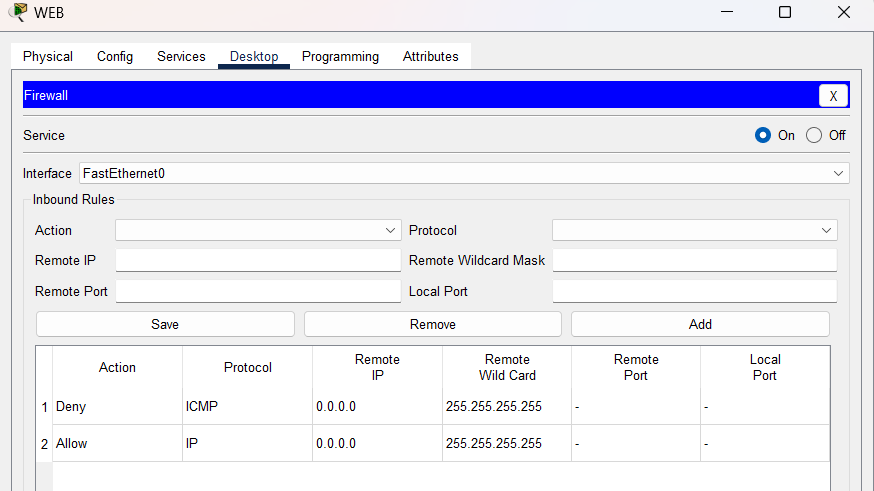 WEB
Physical Config Services Desktop Programming Attributes
Firewall X
Service On Off
Interface FastEthernet0
Inbound Rules
Action Protocol
Remote IP Remote Wildcard Mask
Remote Port Local Port
Save Remove Add
Action Protocol Remote IP Remote Wild Card Remote Port Local Port
1 Deny ICMP 0.0.0.0 255.255.255.255 - -
2 Allow IP 0.0.0.0 255.255.255.255 - -